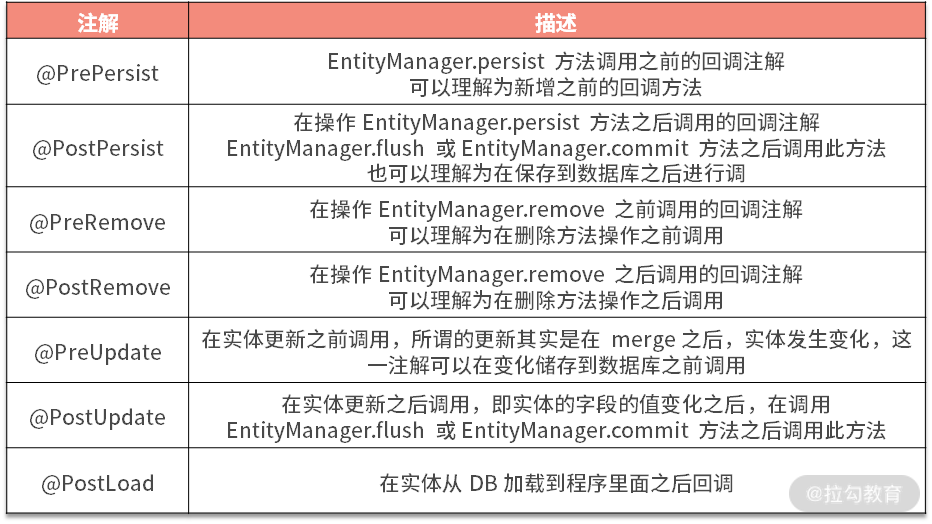 注解 描述
@PrePersist EntityManager.persist 方法调用之前的回调注解
可以理解为新增之前的回调方法
@PostPersist 在操作 EntityManager.persist 方法之后调用的回调注解
EntityManager.flush 或 EntityManager.commit 方法之后调用此方法
也可以理解为在保存到数据库之后进行调
@PreRemove 在操作 EntityManager.remove 之前调用的回调注解
可以理解为在删除方法操作之前调用
@PostRemove 在操作 EntityManager.remove 之后调用的回调注解
可以理解为在删除方法操作之后调用
@PreUpdate 在实体更新之前调用，所谓的更新其实是在 merge 之后，实体发生变化，这
一注解可以在变化储存到数据库之前调用
@PostUpdate 在实体更新之后调用，即实体的字段的值变化之后，在调用
EntityManager.flush 或 EntityManager.commit 方法之后调用此方法
@PostLoad 在实体从 DB 加载到程序里面之后回调
@拉勾教育